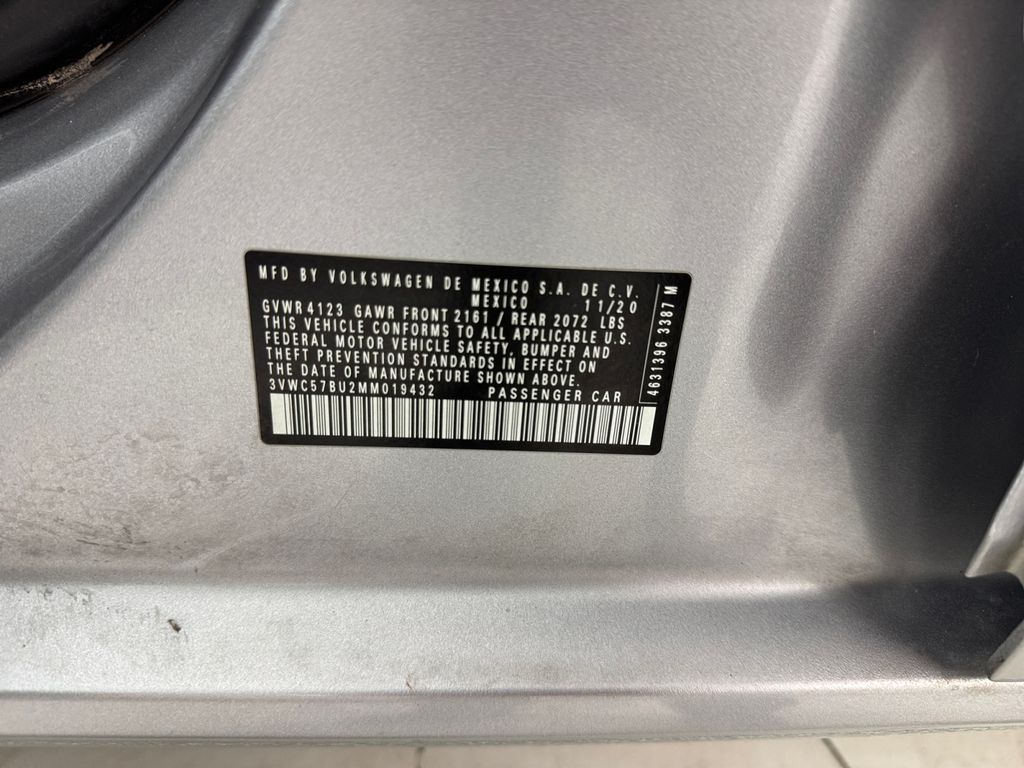 MFD BY VOLKSWAGEN DE MEXICO S.A. DE C.V.
MEXICO 11/20
GVWR 4123 GAWR FRONT 2161 / REAR 2072 LBS
THIS VEHICLE CONFORMS TO ALL APPLICABLE U.S.
FEDERAL MOTOR VEHICLE SAFETY, BUMPER AND
THEFT PREVENTION STANDARDS IN EFFECT ON
THE DATE OF MANUFACTURE SHOWN ABOVE.
3VWC57BU2MM019432 PASSENGER CAR
4631396 3387 M